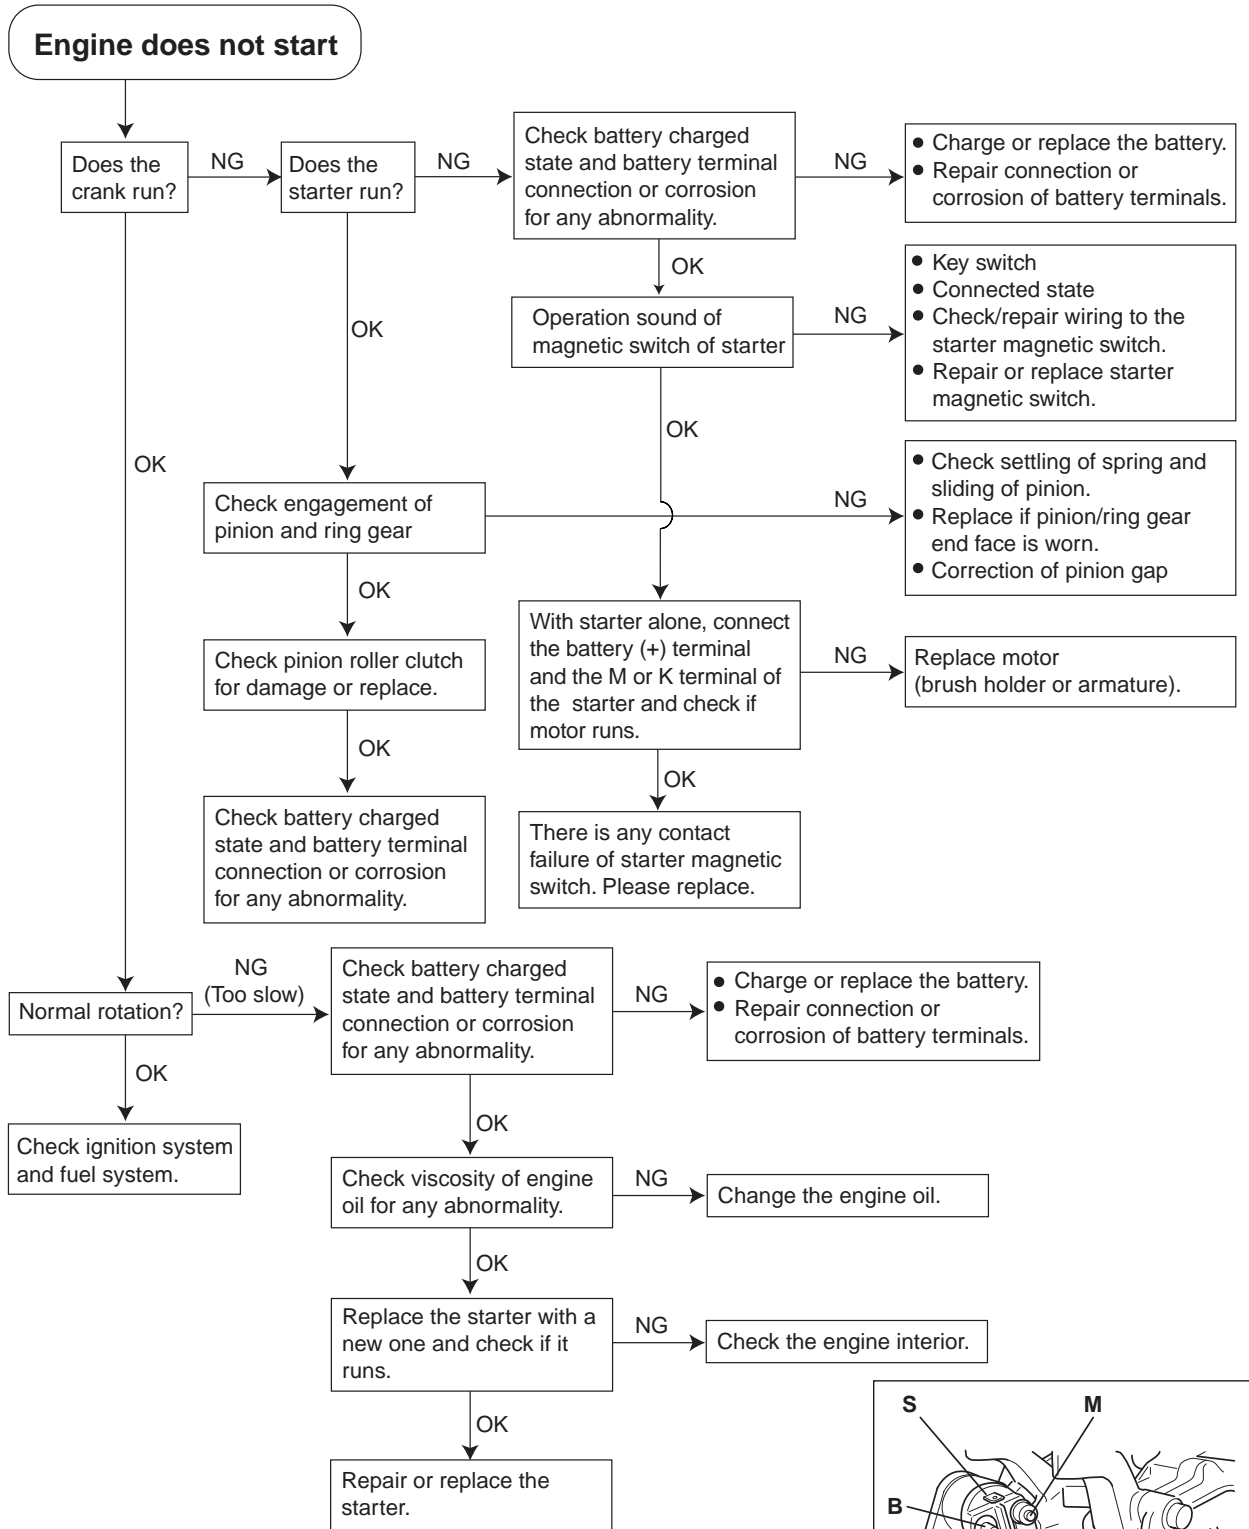 Engine does not start
Does the
crank run?
NG
Does the
starter run?
NG
Check battery charged
state and battery terminal
connection or corrosion
for any abnormality.
NG
● Charge or replace the battery.
● Repair connection or
corrosion of battery terminals.
OK
Operation sound of
magnetic switch of starter
NG
● Key switch
● Connected state
● Check/repair wiring to the
starter magnetic switch.
● Repair or replace starter
magnetic switch.
OK
OK
OK
Check engagement of
pinion and ring gear
NG
● Check settling of spring and
sliding of pinion.
● Replace if pinion/ring gear
end face is worn.
● Correction of pinion gap
OK
Check pinion roller clutch
for damage or replace.
OK
Check battery charged
state and battery terminal
connection or corrosion
for any abnormality.
With starter alone, connect
the battery (+) terminal
and the M or K terminal of
the starter and check if
motor runs.
NG
Replace motor
(brush holder or armature).
OK
There is any contact
failure of starter magnetic
switch. Please replace.
Normal rotation?
NG
(Too slow)
Check battery charged
state and battery terminal
connection or corrosion
for any abnormality.
NG
● Charge or replace the battery.
● Repair connection or
corrosion of battery terminals.
OK
Check ignition system
and fuel system.
OK
Check viscosity of engine
oil for any abnormality.
NG
Change the engine oil.
OK
Replace the starter with a
new one and check if it
runs.
NG
Check the engine interior.
OK
Repair or replace the
starter.
S
M
B